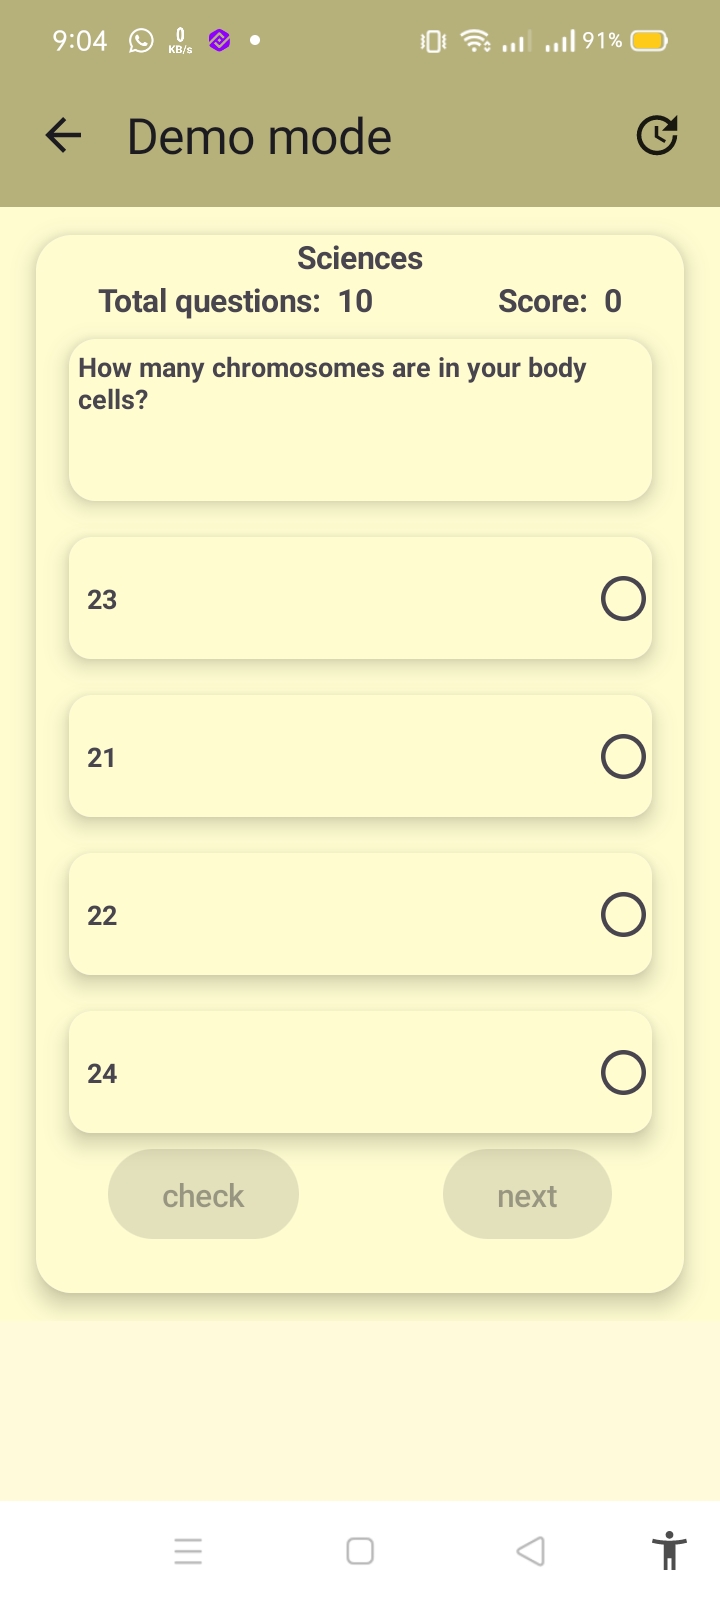 9:04 0 KB/s 91%
Demo mode
Sciences
Total questions: 10 Score: 0
How many chromosomes are in your body
cells?
23
21
22
24
check next